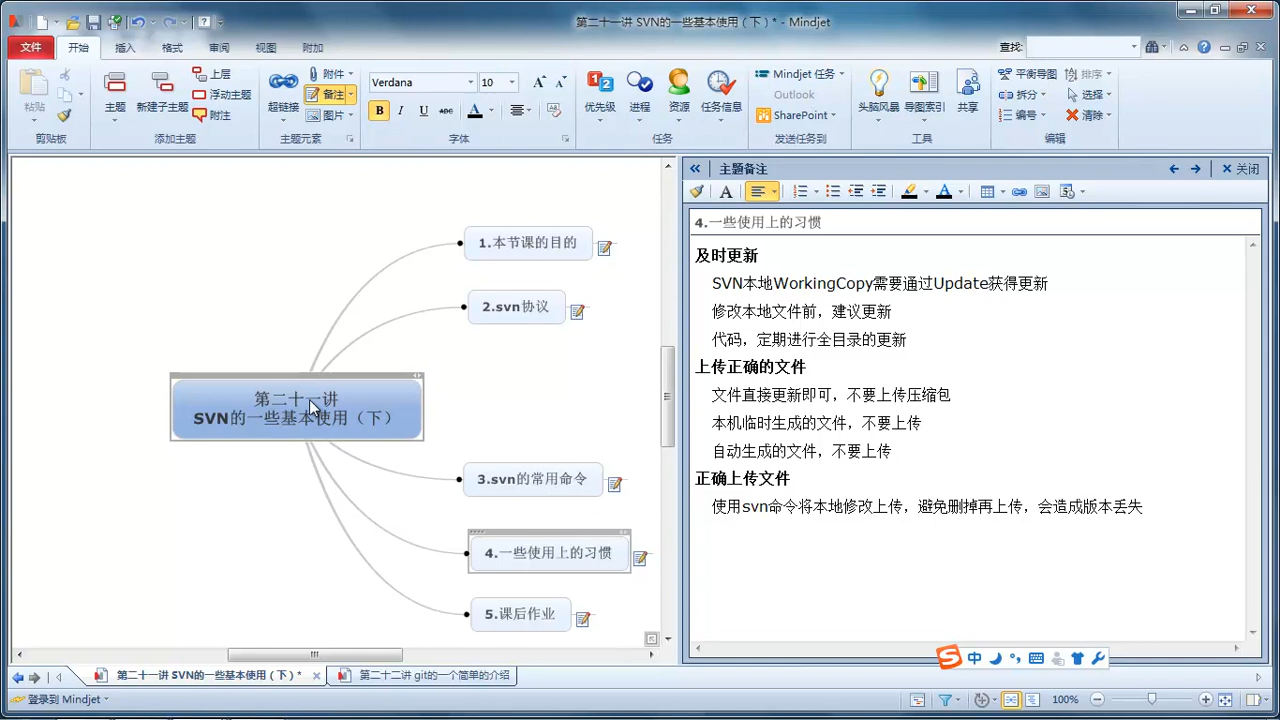 第二十一讲 SVN的一些基本使用（下）* - Mindjet
文件
开始
插入
格式
审阅
视图
附加
查找:
粘贴
剪贴板
主题
新建子主题
上层
浮动主题
附注
添加主题
超链接
附件
备注
图片
主题元素
Verdana
10
B
I
U
abc
A
字体
优先级
进程
资源
任务信息
任务
Mindjet 任务
Outlook
SharePoint
发送任务到
头脑风暴
导图索引
共享
工具
平衡导图
拆分
编号
排序
选择
清除
编辑
1.本节课的目的
2.svn协议
第二十一讲
SVN的一些基本使用（下）
3.svn的常用命令
4.一些使用上的习惯
5.课后作业
主题备注
关闭
4.一些使用上的习惯
及时更新
SVN本地WorkingCopy需要通过Update获得更新
修改本地文件前，建议更新
代码，定期进行全目录的更新
上传正确的文件
文件直接更新即可，不要上传压缩包
本机临时生成的文件，不要上传
自动生成的文件，不要上传
正确上传文件
使用svn命令将本地修改上传，避免删掉再上传，会造成版本丢失
中
第二十一讲 SVN的一些基本使用（下）*
第二十二讲 git的一个简单的介绍
登录到 Mindjet
100%